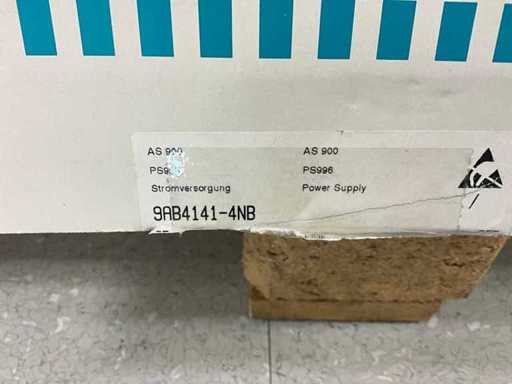 AS 900 AS 900
PS996
Stromversorgung Power Supply
9AB4141-4NB